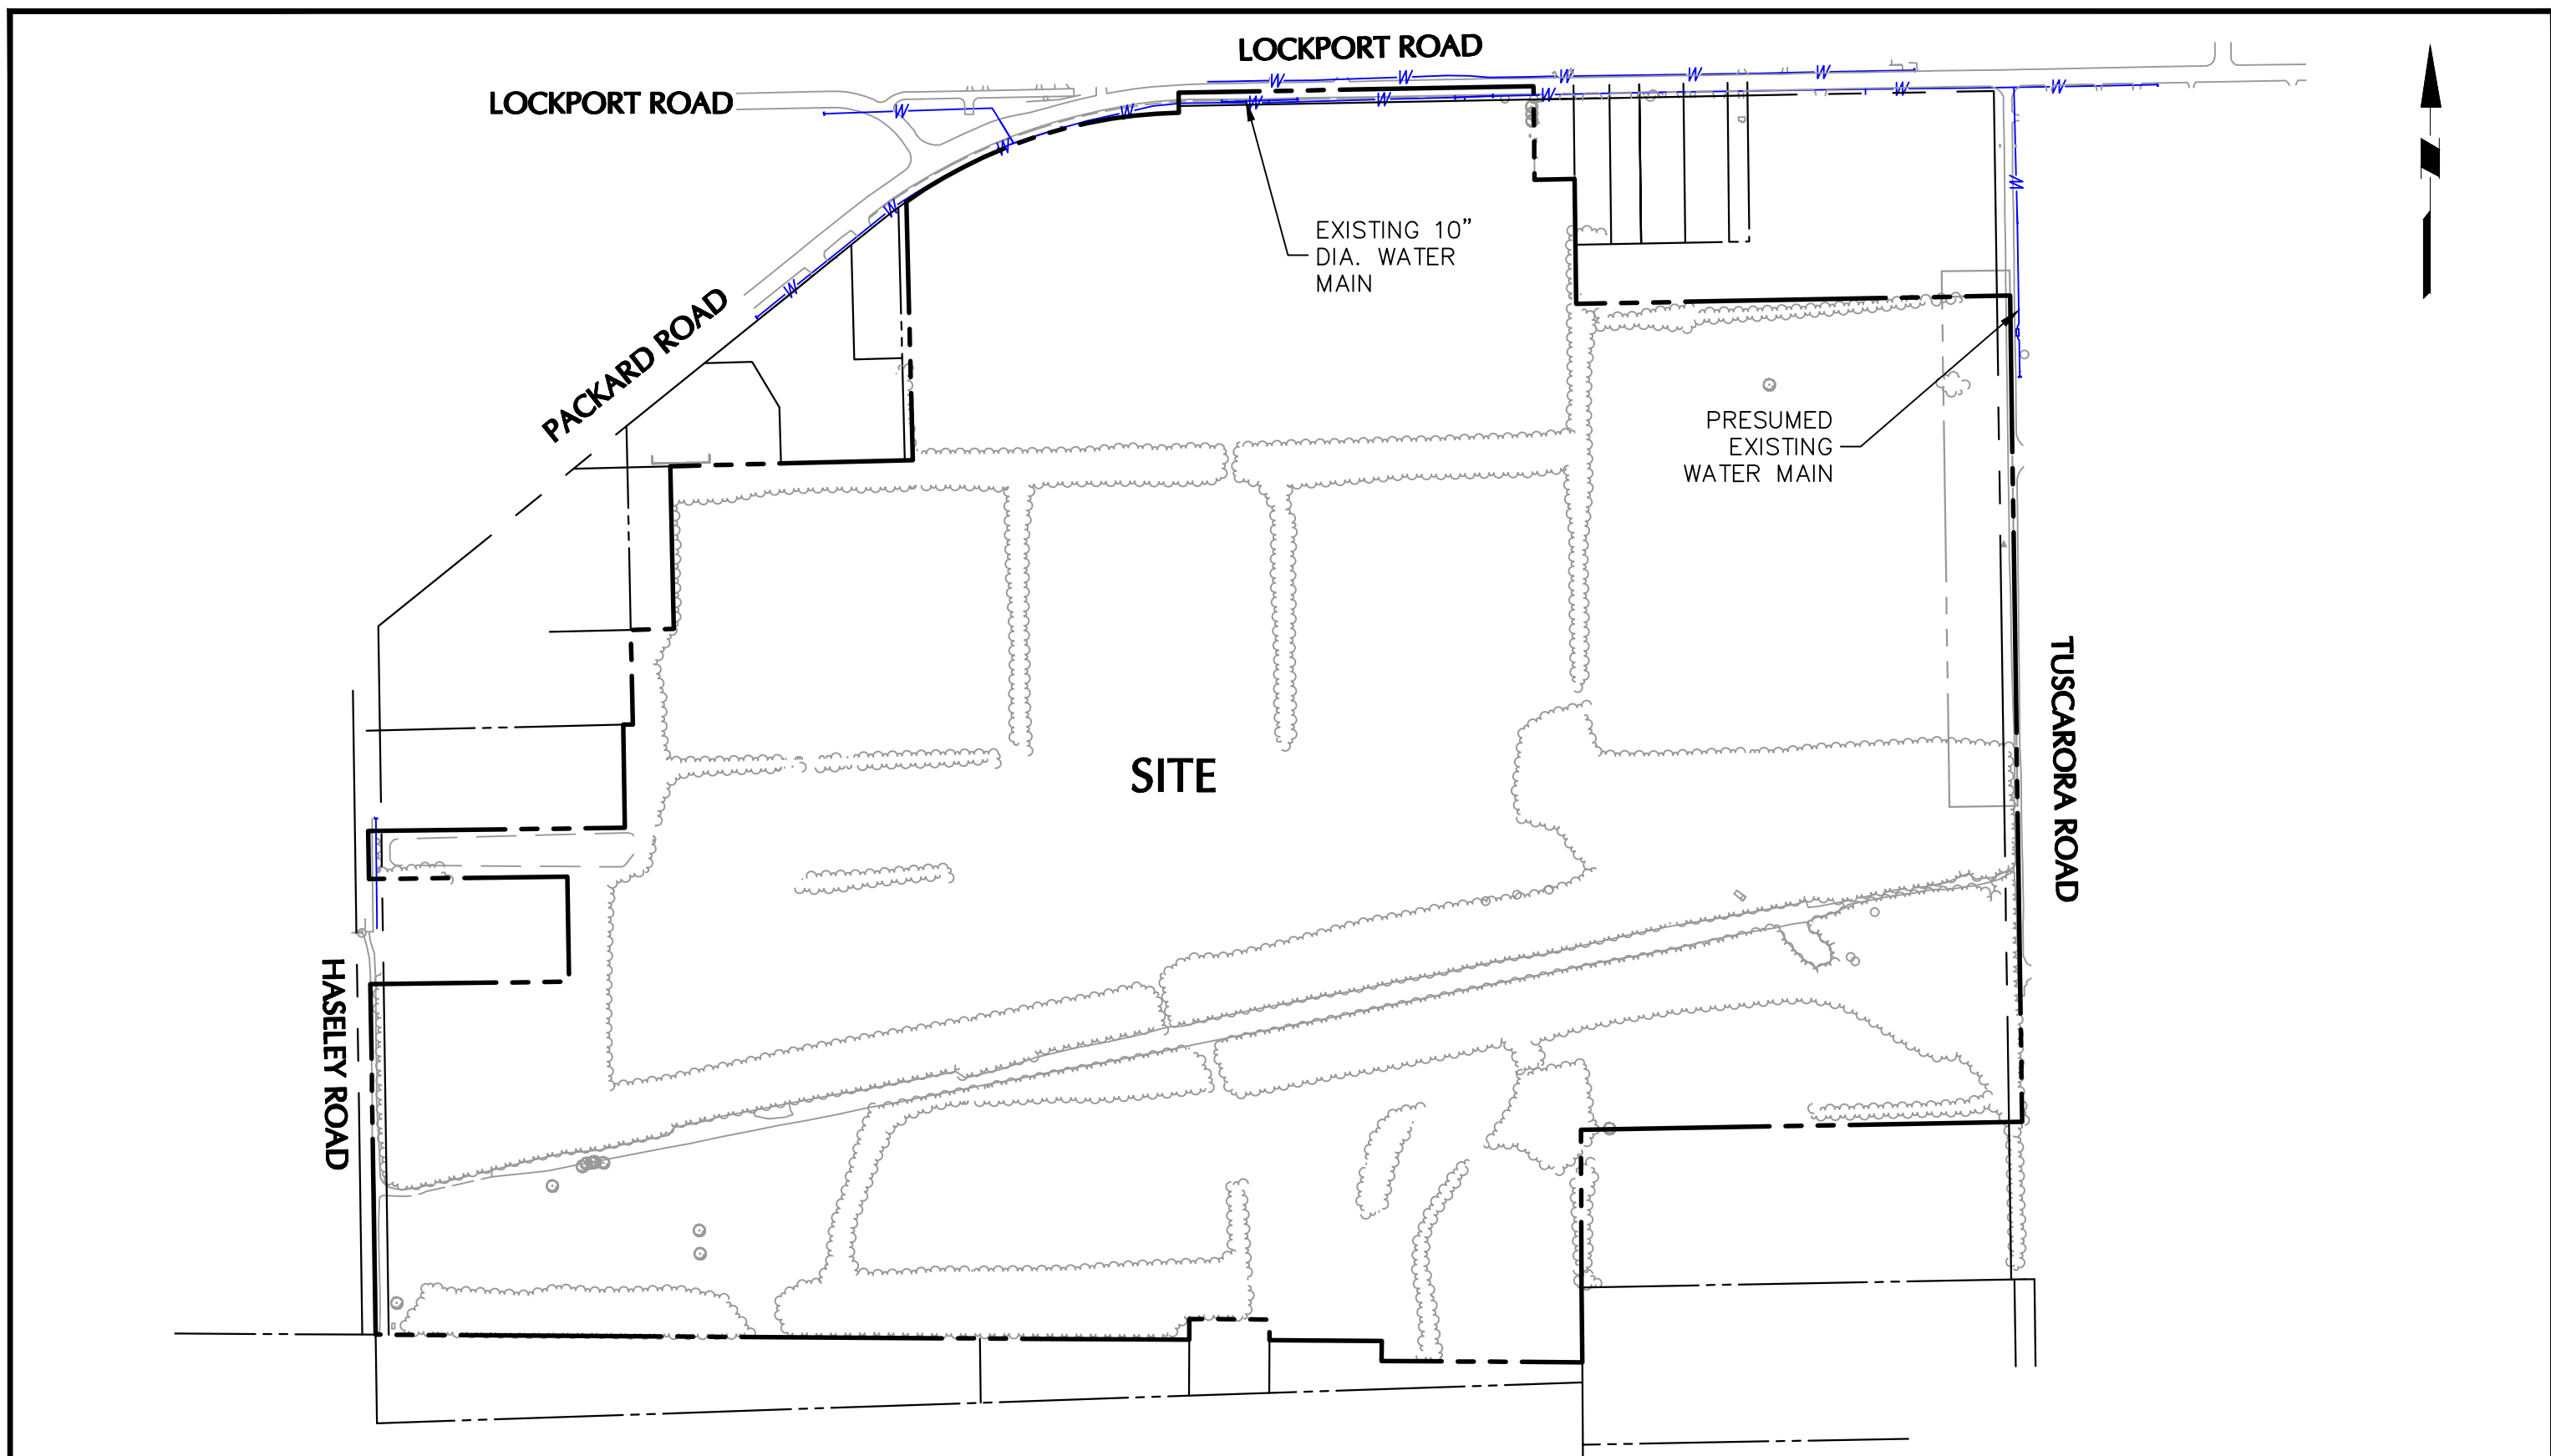 LOCKPORT ROAD
LOCKPORT ROAD
W W W W W
W W W W W W W
W W
W
W
W
EXISTING 10"
DIA. WATER
MAIN
PACKARD ROAD
PRESUMED
EXISTING
WATER MAIN
TUSCARORA ROAD
SITE
HASELEY ROAD
N